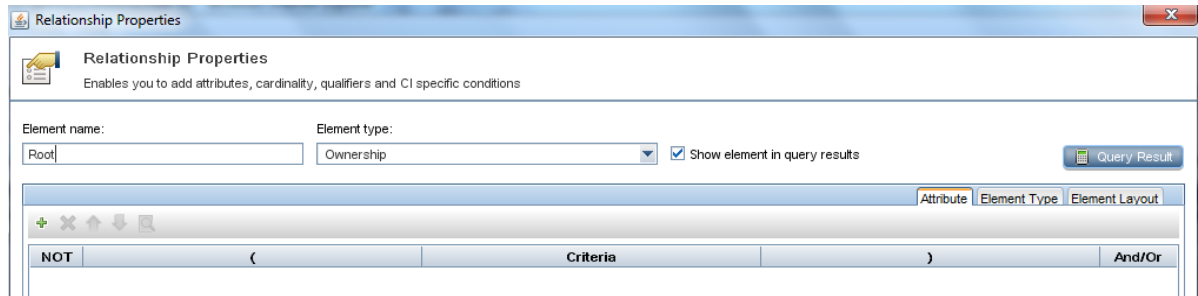 Relationship Properties
X
Relationship Properties
Enables you to add attributes, cardinality, qualifiers and CI specific conditions
Element name:
Element type:
Root
Ownership
Show element in query results
Query Result
Attribute Element Type Element Layout
NOT ( Criteria ) And/Or